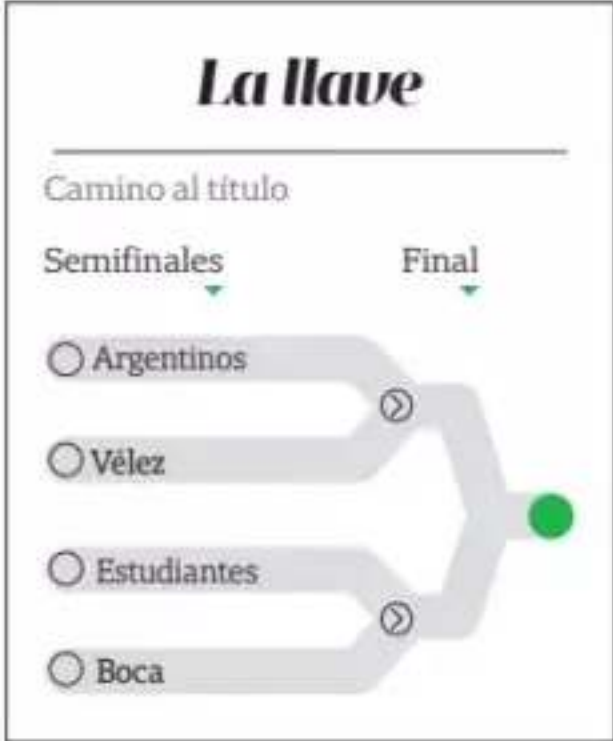 La llave
Camino al título
Semifinales Final
Argentinos
Vélez
Estudiantes
Boca